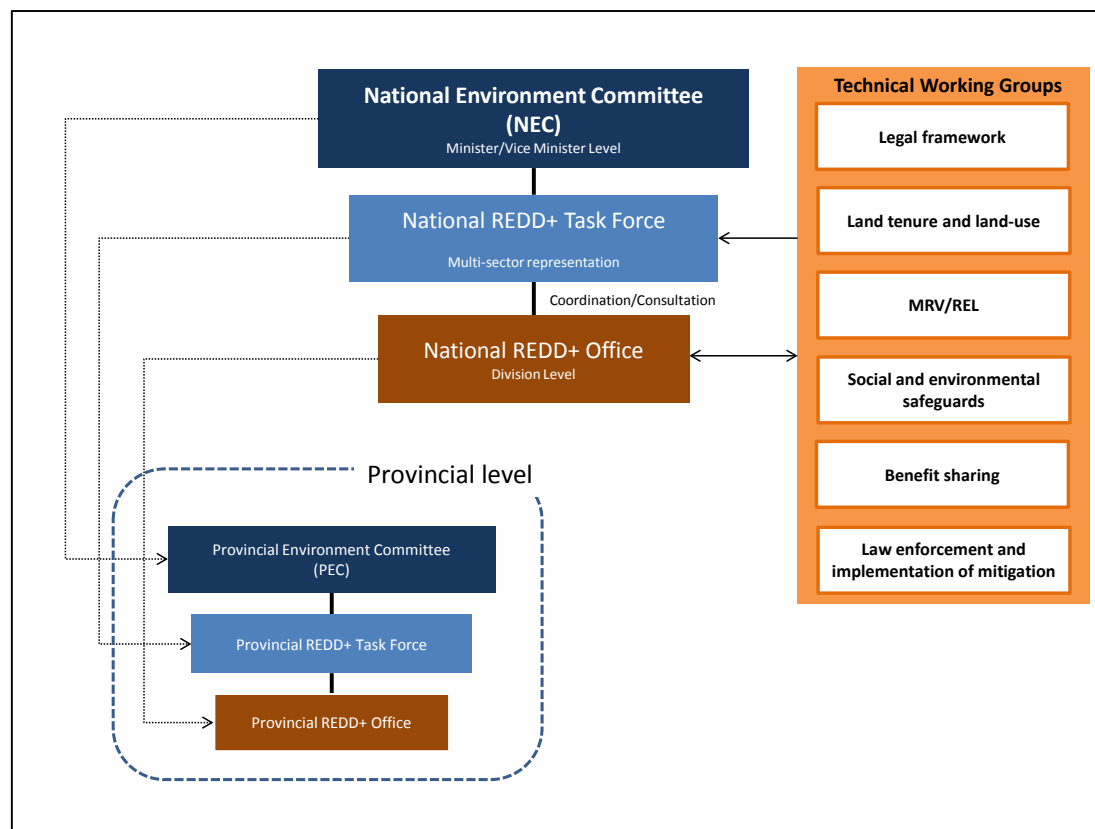 National Environment Committee
(NEC)
Minister/Vice Minister Level
National REDD+ Task Force
Multi-sector representation
Coordination/Consultation
National REDD+ Office
Division Level
Provincial level
Provincial Environment Committee
(PEC)
Provincial REDD+ Task Force
Provincial REDD+ Office
Technical Working Groups
Legal framework
Land tenure and land-use
MRV/REL
Social and environmental
safeguards
Benefit sharing
Law enforcement and
implementation of mitigation